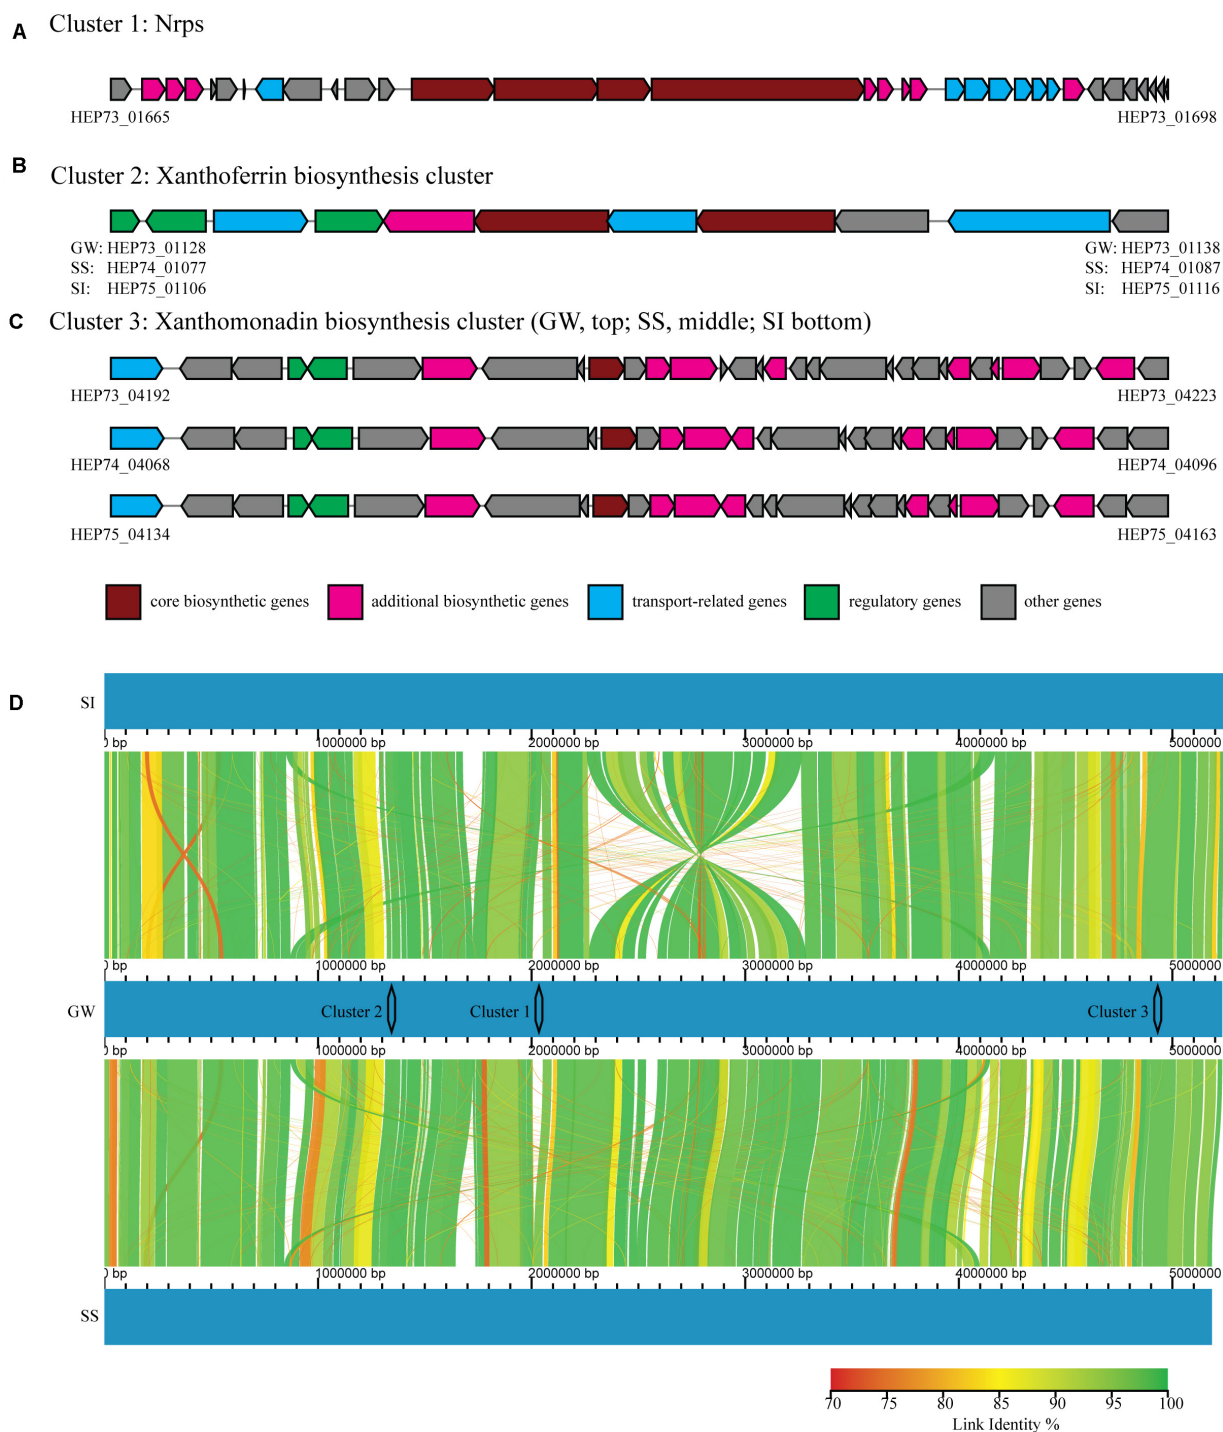 A
Cluster 1: Nrps
HEP73_01665 HEP73_01698
B
Cluster 2: Xanthoferrin biosynthesis cluster
GW: HEP73_01128 GW: HEP73_01138
SS: HEP74_01077 SS: HEP74_01087
SI: HEP75_01106 SI: HEP75_01116
C Cluster 3: Xanthomonadin biosynthesis cluster (GW, top; SS, middle; SI bottom)
HEP73_04192 HEP73_04223
HEP74_04068 HEP74_04096
HEP75_04134 HEP75_04163
core biosynthetic genes additional biosynthetic genes transport-related genes regulatory genes other genes
D SI
0 bp 1000000 bp 2000000 bp 3000000 bp 4000000 bp 5000000
0 bp 1000000 bp 2000000 bp 3000000 bp 4000000 bp 5000000
GW Cluster 2 Cluster 1 Cluster 3
0 bp 1000000 bp 2000000 bp 3000000 bp 4000000 bp 5000000
0 bp 1000000 bp 2000000 bp 3000000 bp 4000000 bp 5000000
SS
70 75 80 85 90 95 100
Link Identity %